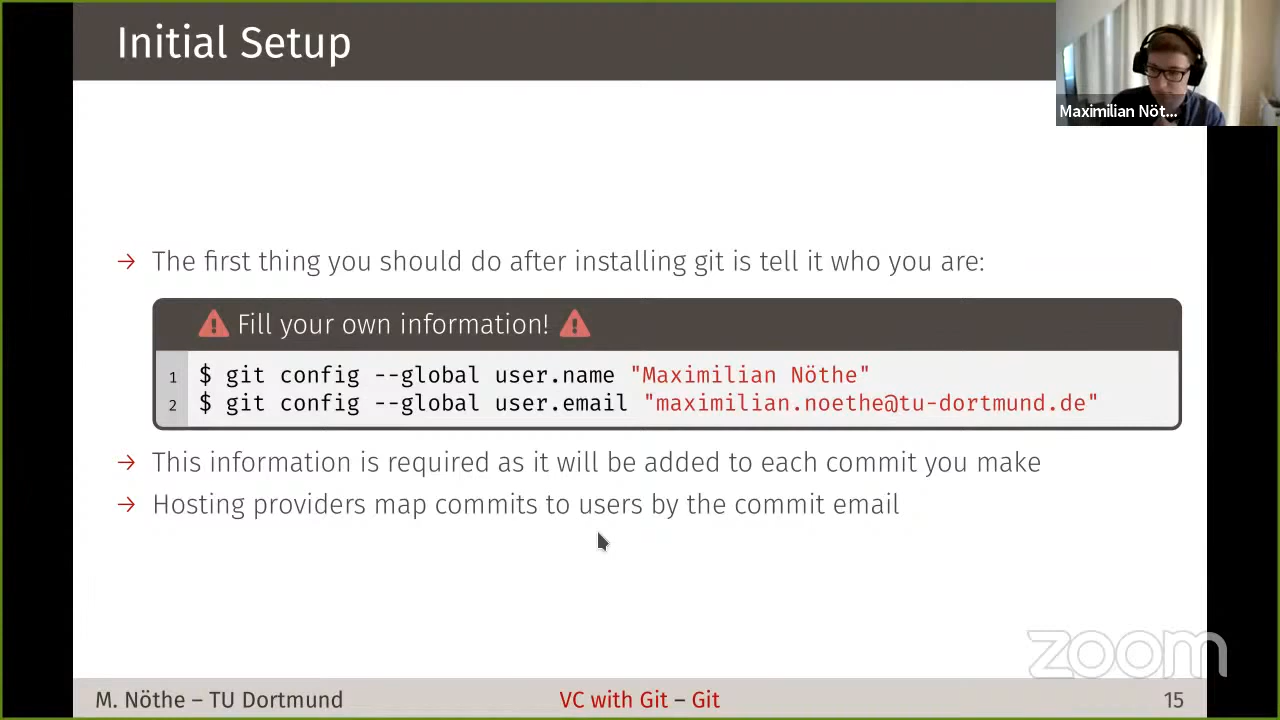 Initial Setup
Maximilian Nöt...
→ The first thing you should do after installing git is tell it who you are:
Fill your own information!
1 $ git config --global user.name "Maximilian Nöthe"
2 $ git config --global user.email "maximilian.noethe@tu-dortmund.de"
→ This information is required as it will be added to each commit you make
→ Hosting providers map commits to users by the commit email
zoom
M. Nöthe – TU Dortmund VC with Git – Git 15